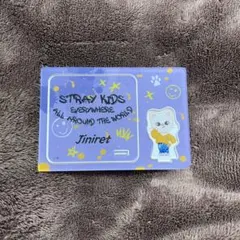 STRAY KIDS
EVERYWHERE
ALL AROUND THE WORLD
Jiniret